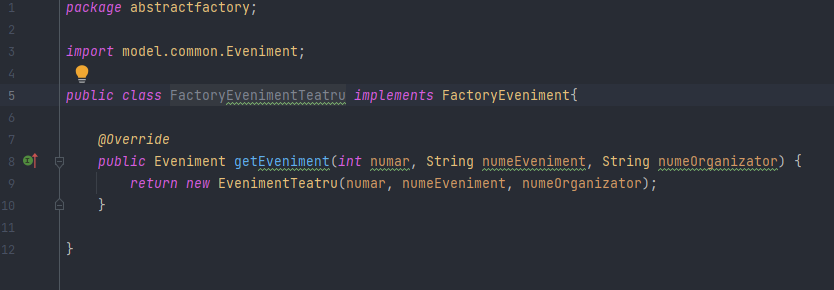 1 package abstractfactory;
2
3 import model.common.Eveniment;
4
5 public class FactoryEvenimentTeatru implements FactoryEveniment{
6
7 @Override
8 public Eveniment getEveniment(int numar, String numeEveniment, String numeOrganizator) {
9 return new EvenimentTeatru(numar, numeEveniment, numeOrganizator);
10 }
11
12 }